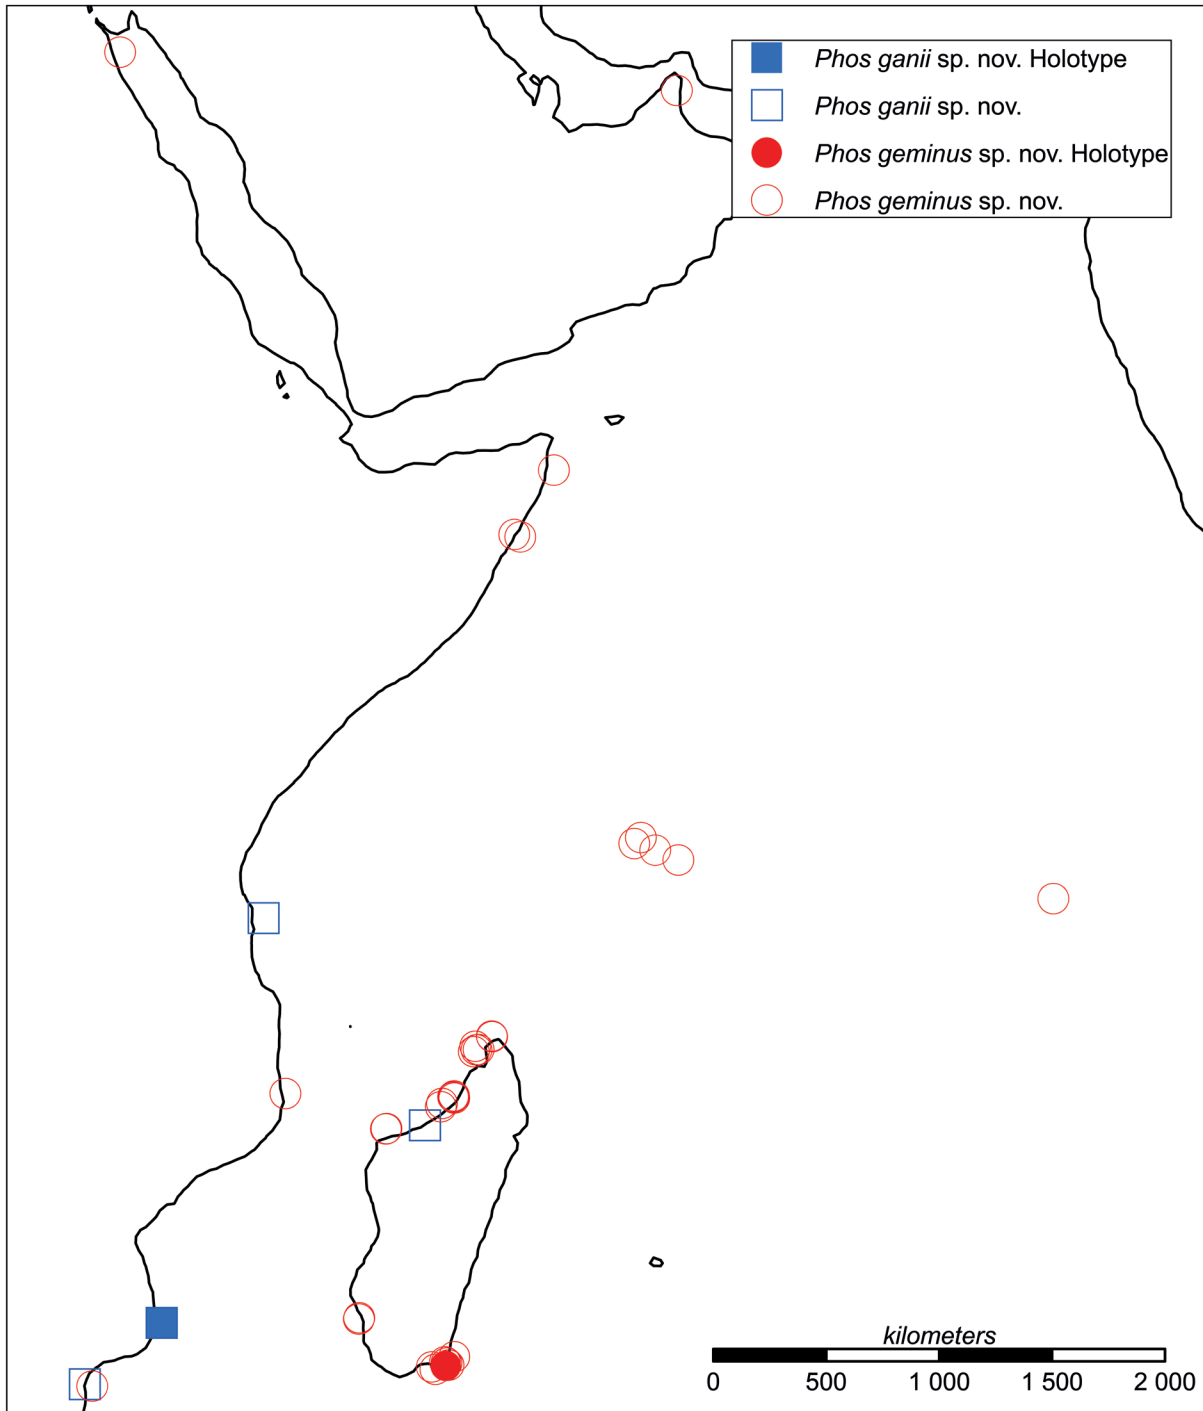 Phos ganii sp. nov. Holotype
Phos ganii sp. nov.
Phos geminus sp. nov. Holotype
Phos geminus sp. nov.
kilometers
0 500 1 000 1 500 2 000